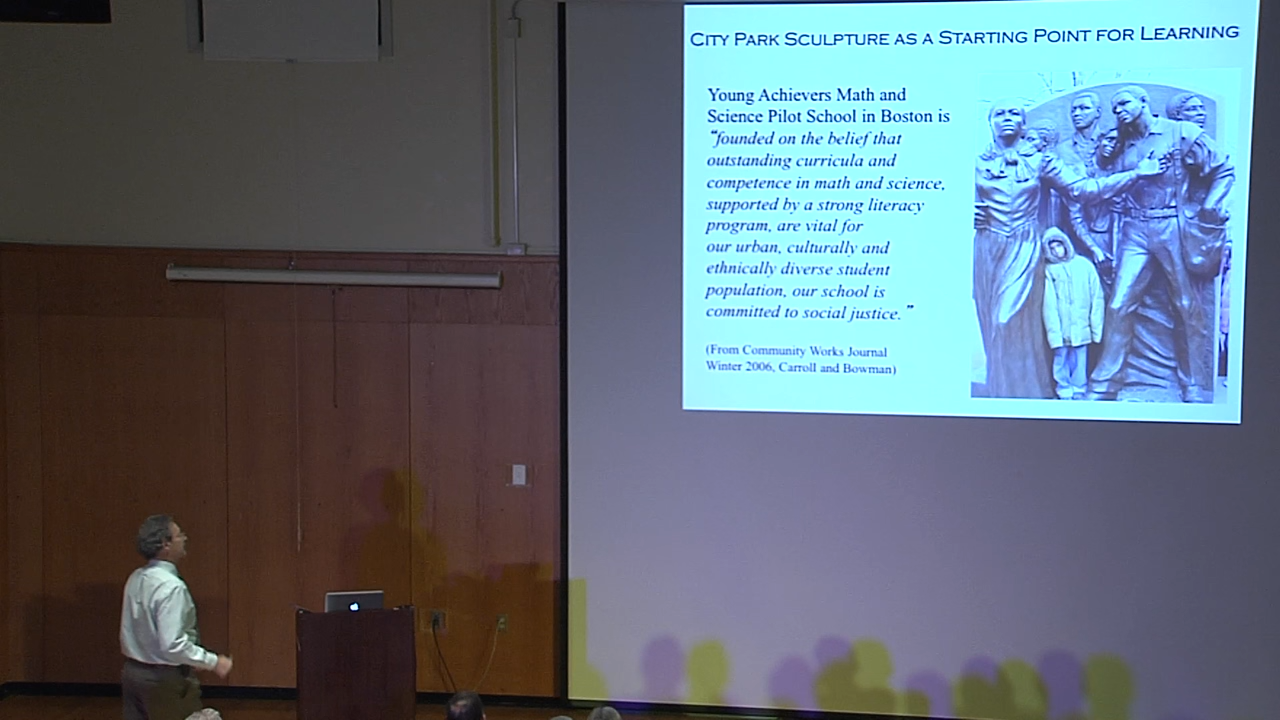 CITY PARK SCULPTURE AS A STARTING POINT FOR LEARNING
Young Achievers Math and
Science Pilot School in Boston is
"founded on the belief that
outstanding curricula and
competence in math and science,
supported by a strong literacy
program, are vital for
our urban, culturally and
ethnically diverse student
population, our school is
committed to social justice."
(From Community Works Journal
Winter 2006, Carroll and Bowman)